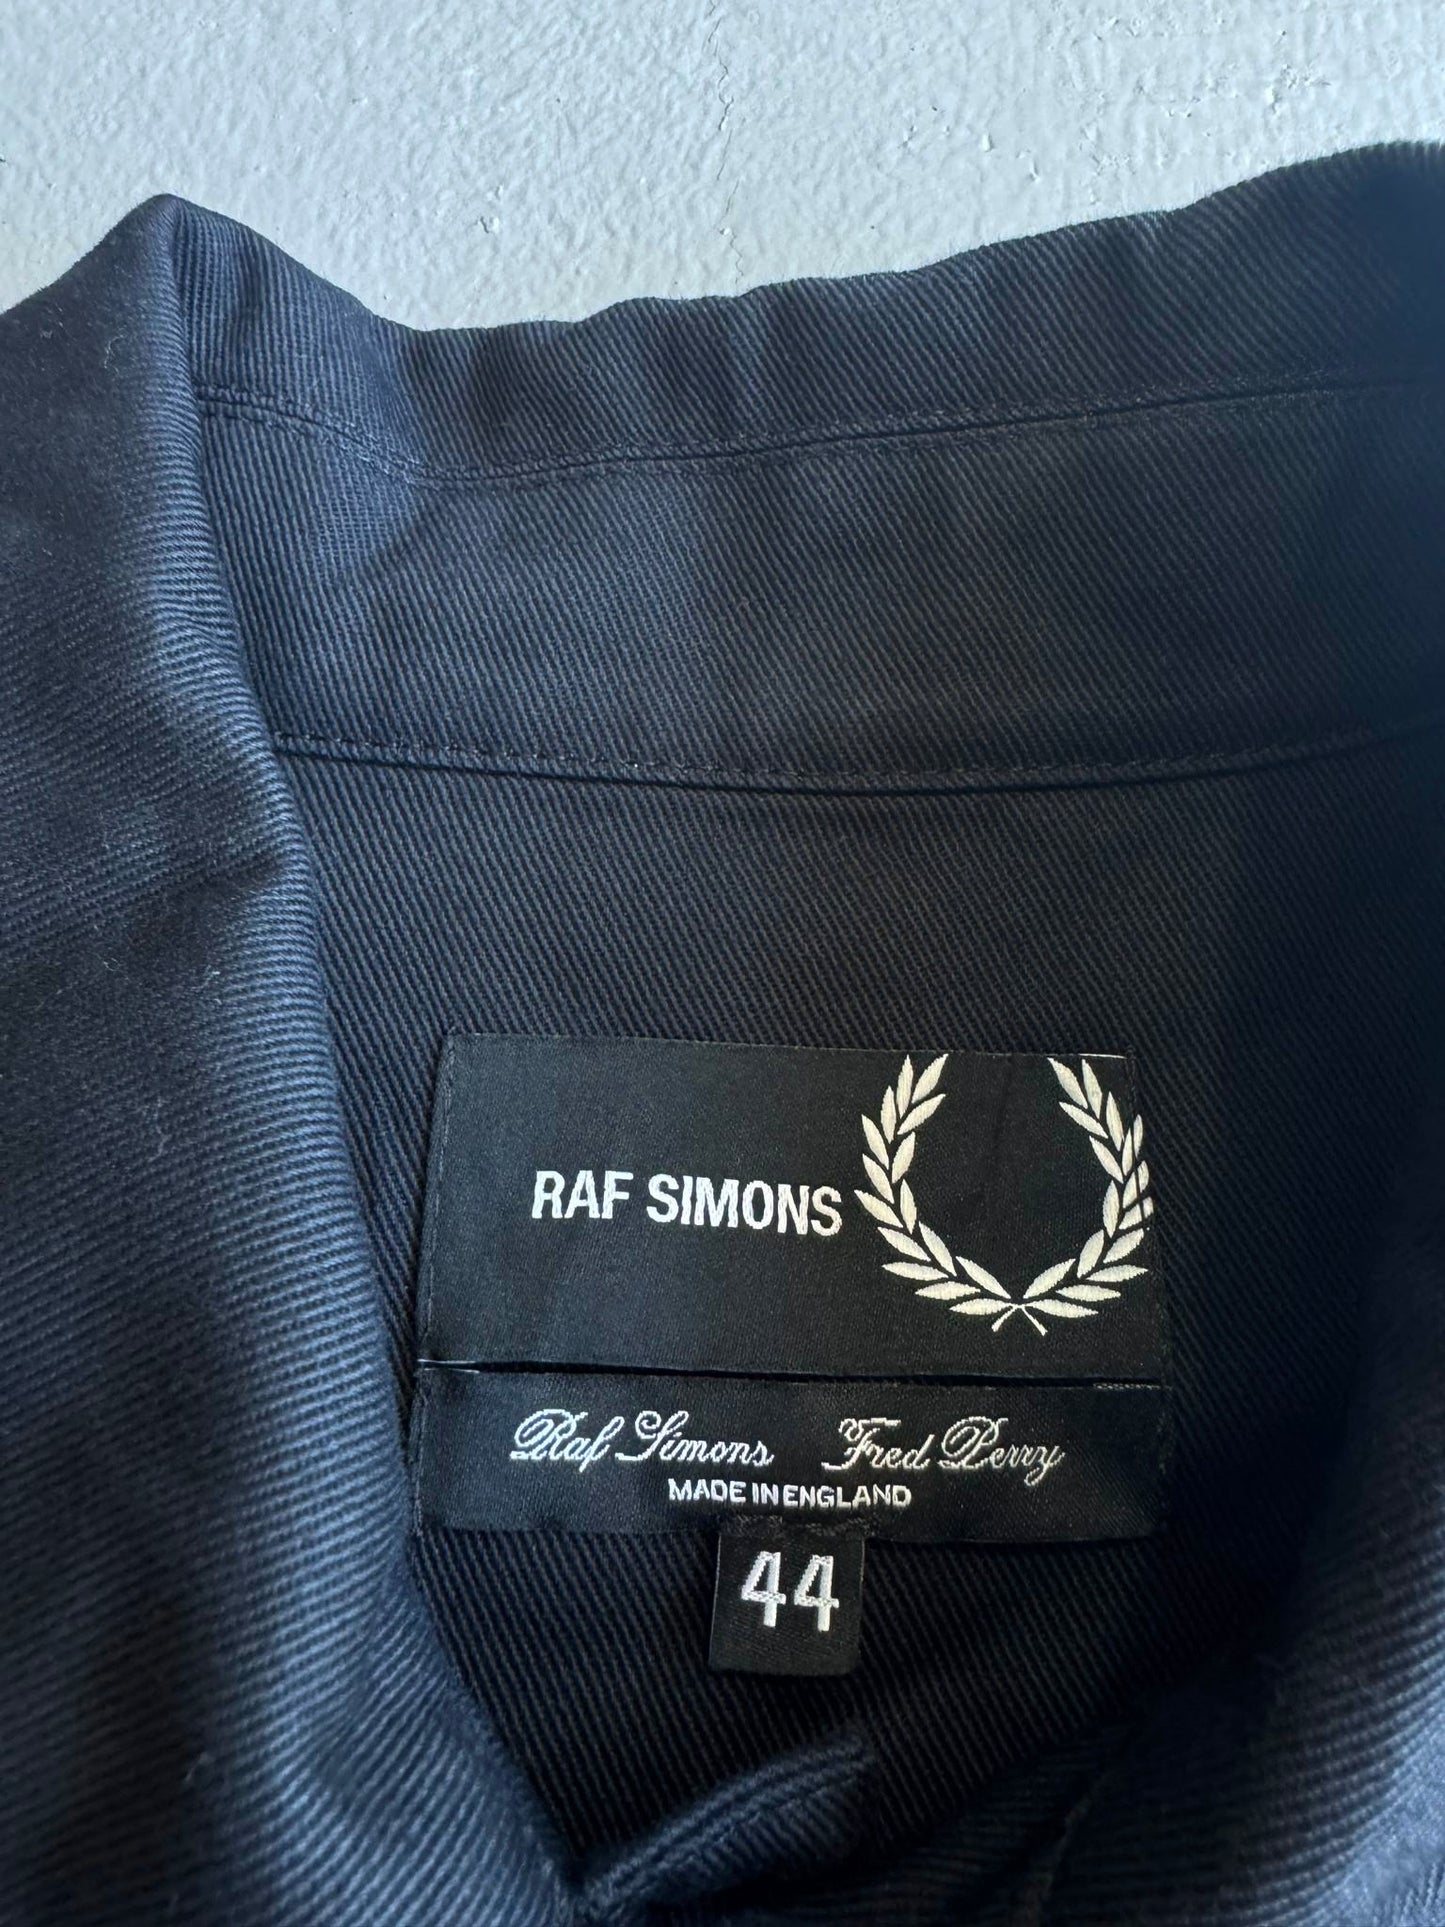 RAF SIMONS
Raf Simons Fred Perry
MADE IN ENGLAND
44